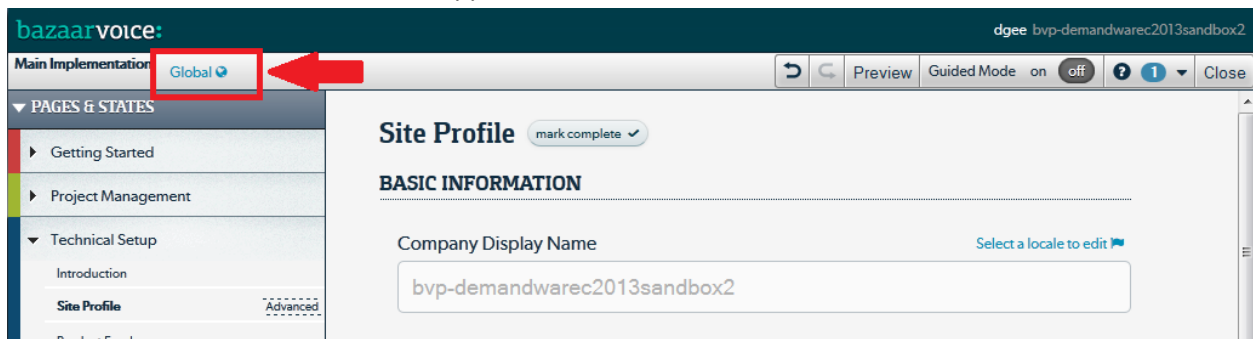 bazaarvoice:
dgee bvp-demandwarec2013sandbox2
Main Implementation Global
Preview Guided Mode on off ? 1 Close
PAGES & STATES
Getting Started
Project Management
Technical Setup
Introduction
Site Profile Advanced
Site Profile mark complete
BASIC INFORMATION
Company Display Name Select a locale to edit
bvp-demandwarec2013sandbox2